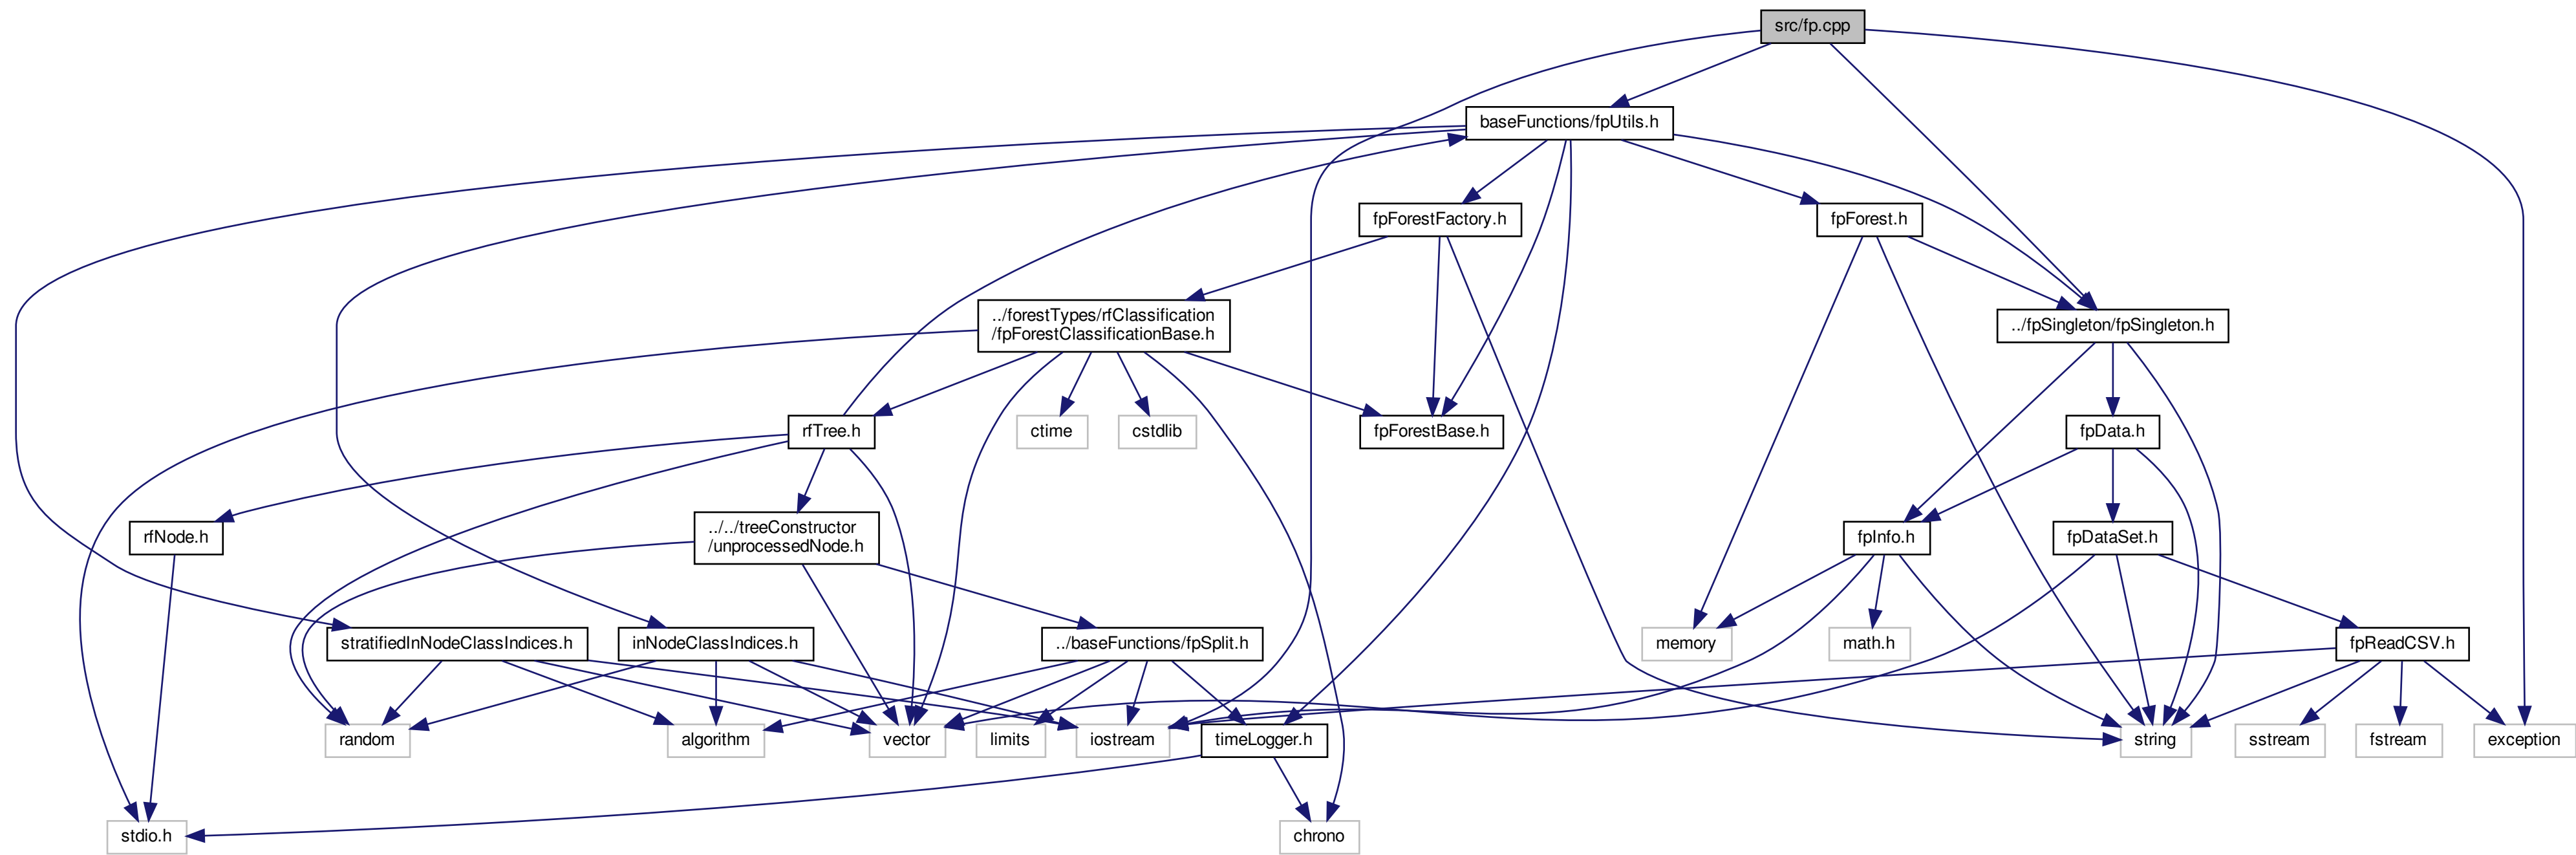 src/fp.cpp
baseFunctions/fpUtils.h
fpForestFactory.h
fpForest.h
../forestTypes/rfClassification
/fpForestClassificationBase.h
../fpSingleton/fpSingleton.h
rfTree.h
ctime
cstdlib
fpForestBase.h
fpData.h
rfNode.h
../../treeConstructor
/unprocessedNode.h
fpInfo.h
fpDataSet.h
stratifiedInNodeClassIndices.h
inNodeClassIndices.h
../baseFunctions/fpSplit.h
memory
math.h
fpReadCSV.h
random
algorithm
vector
limits
iostream
timeLogger.h
string
sstream
fstream
exception
stdio.h
chrono